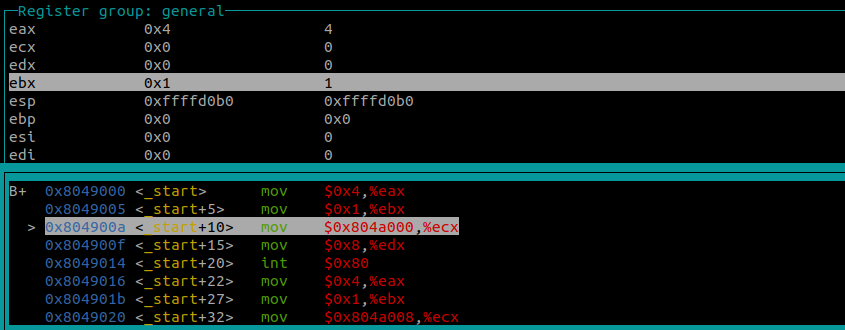 Register group: general
eax 0x4 4
ecx 0x0 0
edx 0x0 0
ebx 0x1 1
esp 0xffffd0b0 0xffffd0b0
ebp 0x0 0x0
esi 0x0 0
edi 0x0 0
B+ 0x8049000 <_start> mov $0x4,%eax
0x8049005 <_start+5> mov $0x1,%ebx
> 0x804900a <_start+10> mov $0x804a000,%ecx
0x804900f <_start+15> mov $0x8,%edx
0x8049014 <_start+20> int $0x80
0x8049016 <_start+22> mov $0x4,%eax
0x804901b <_start+27> mov $0x1,%ebx
0x8049020 <_start+32> mov $0x804a008,%ecx